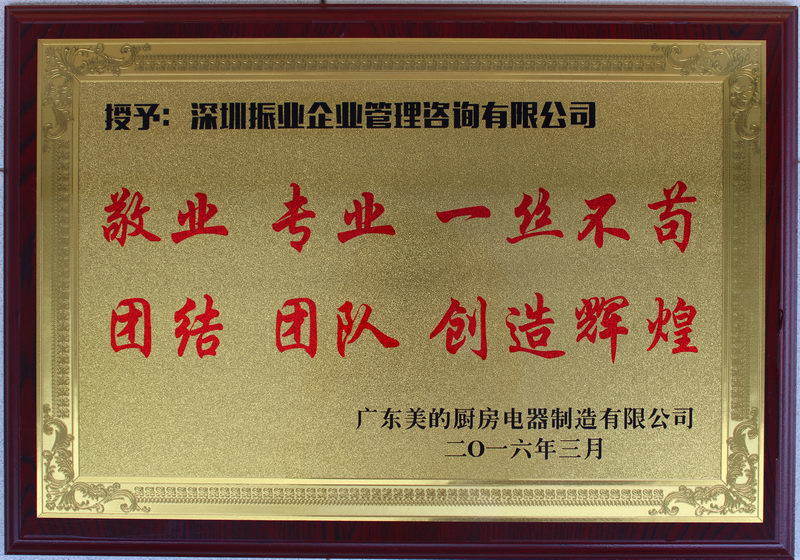 授予：深圳振业企业管理咨询有限公司
敬业 专业 一丝不苟
团结 团队 创造辉煌
广东美的厨房电器制造有限公司
二O一六年三月